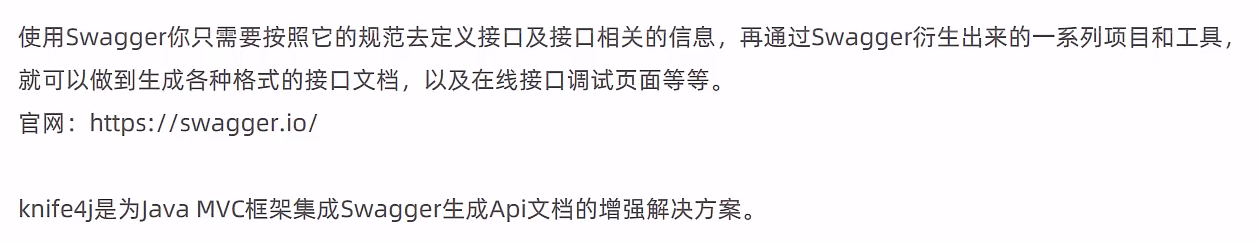 使用Swagger你只需要按照它的规范去定义接口及接口相关的信息，再通过Swagger衍生出来的一系列项目和工具，
就可以做到生成各种格式的接口文档，以及在线接口调试页面等等。
官网：https://swagger.io/
knife4j是为Java MVC框架集成Swagger生成Api文档的增强解决方案。